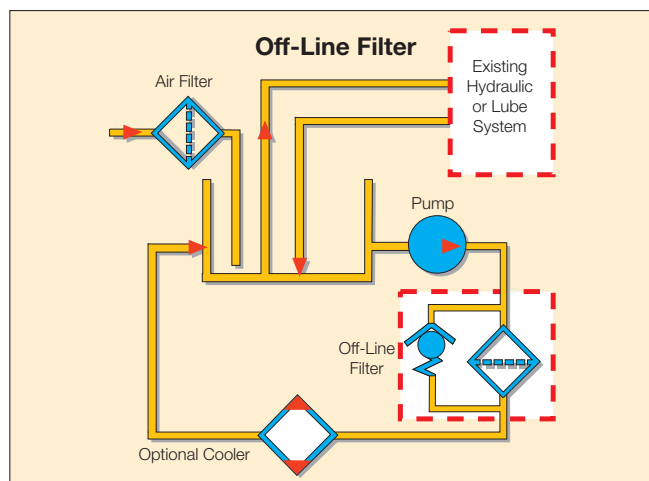 Off-Line Filter
Existing
Hydraulic
or Lube
System
Air Filter
Pump
Off-Line
Filter
Optional Cooler